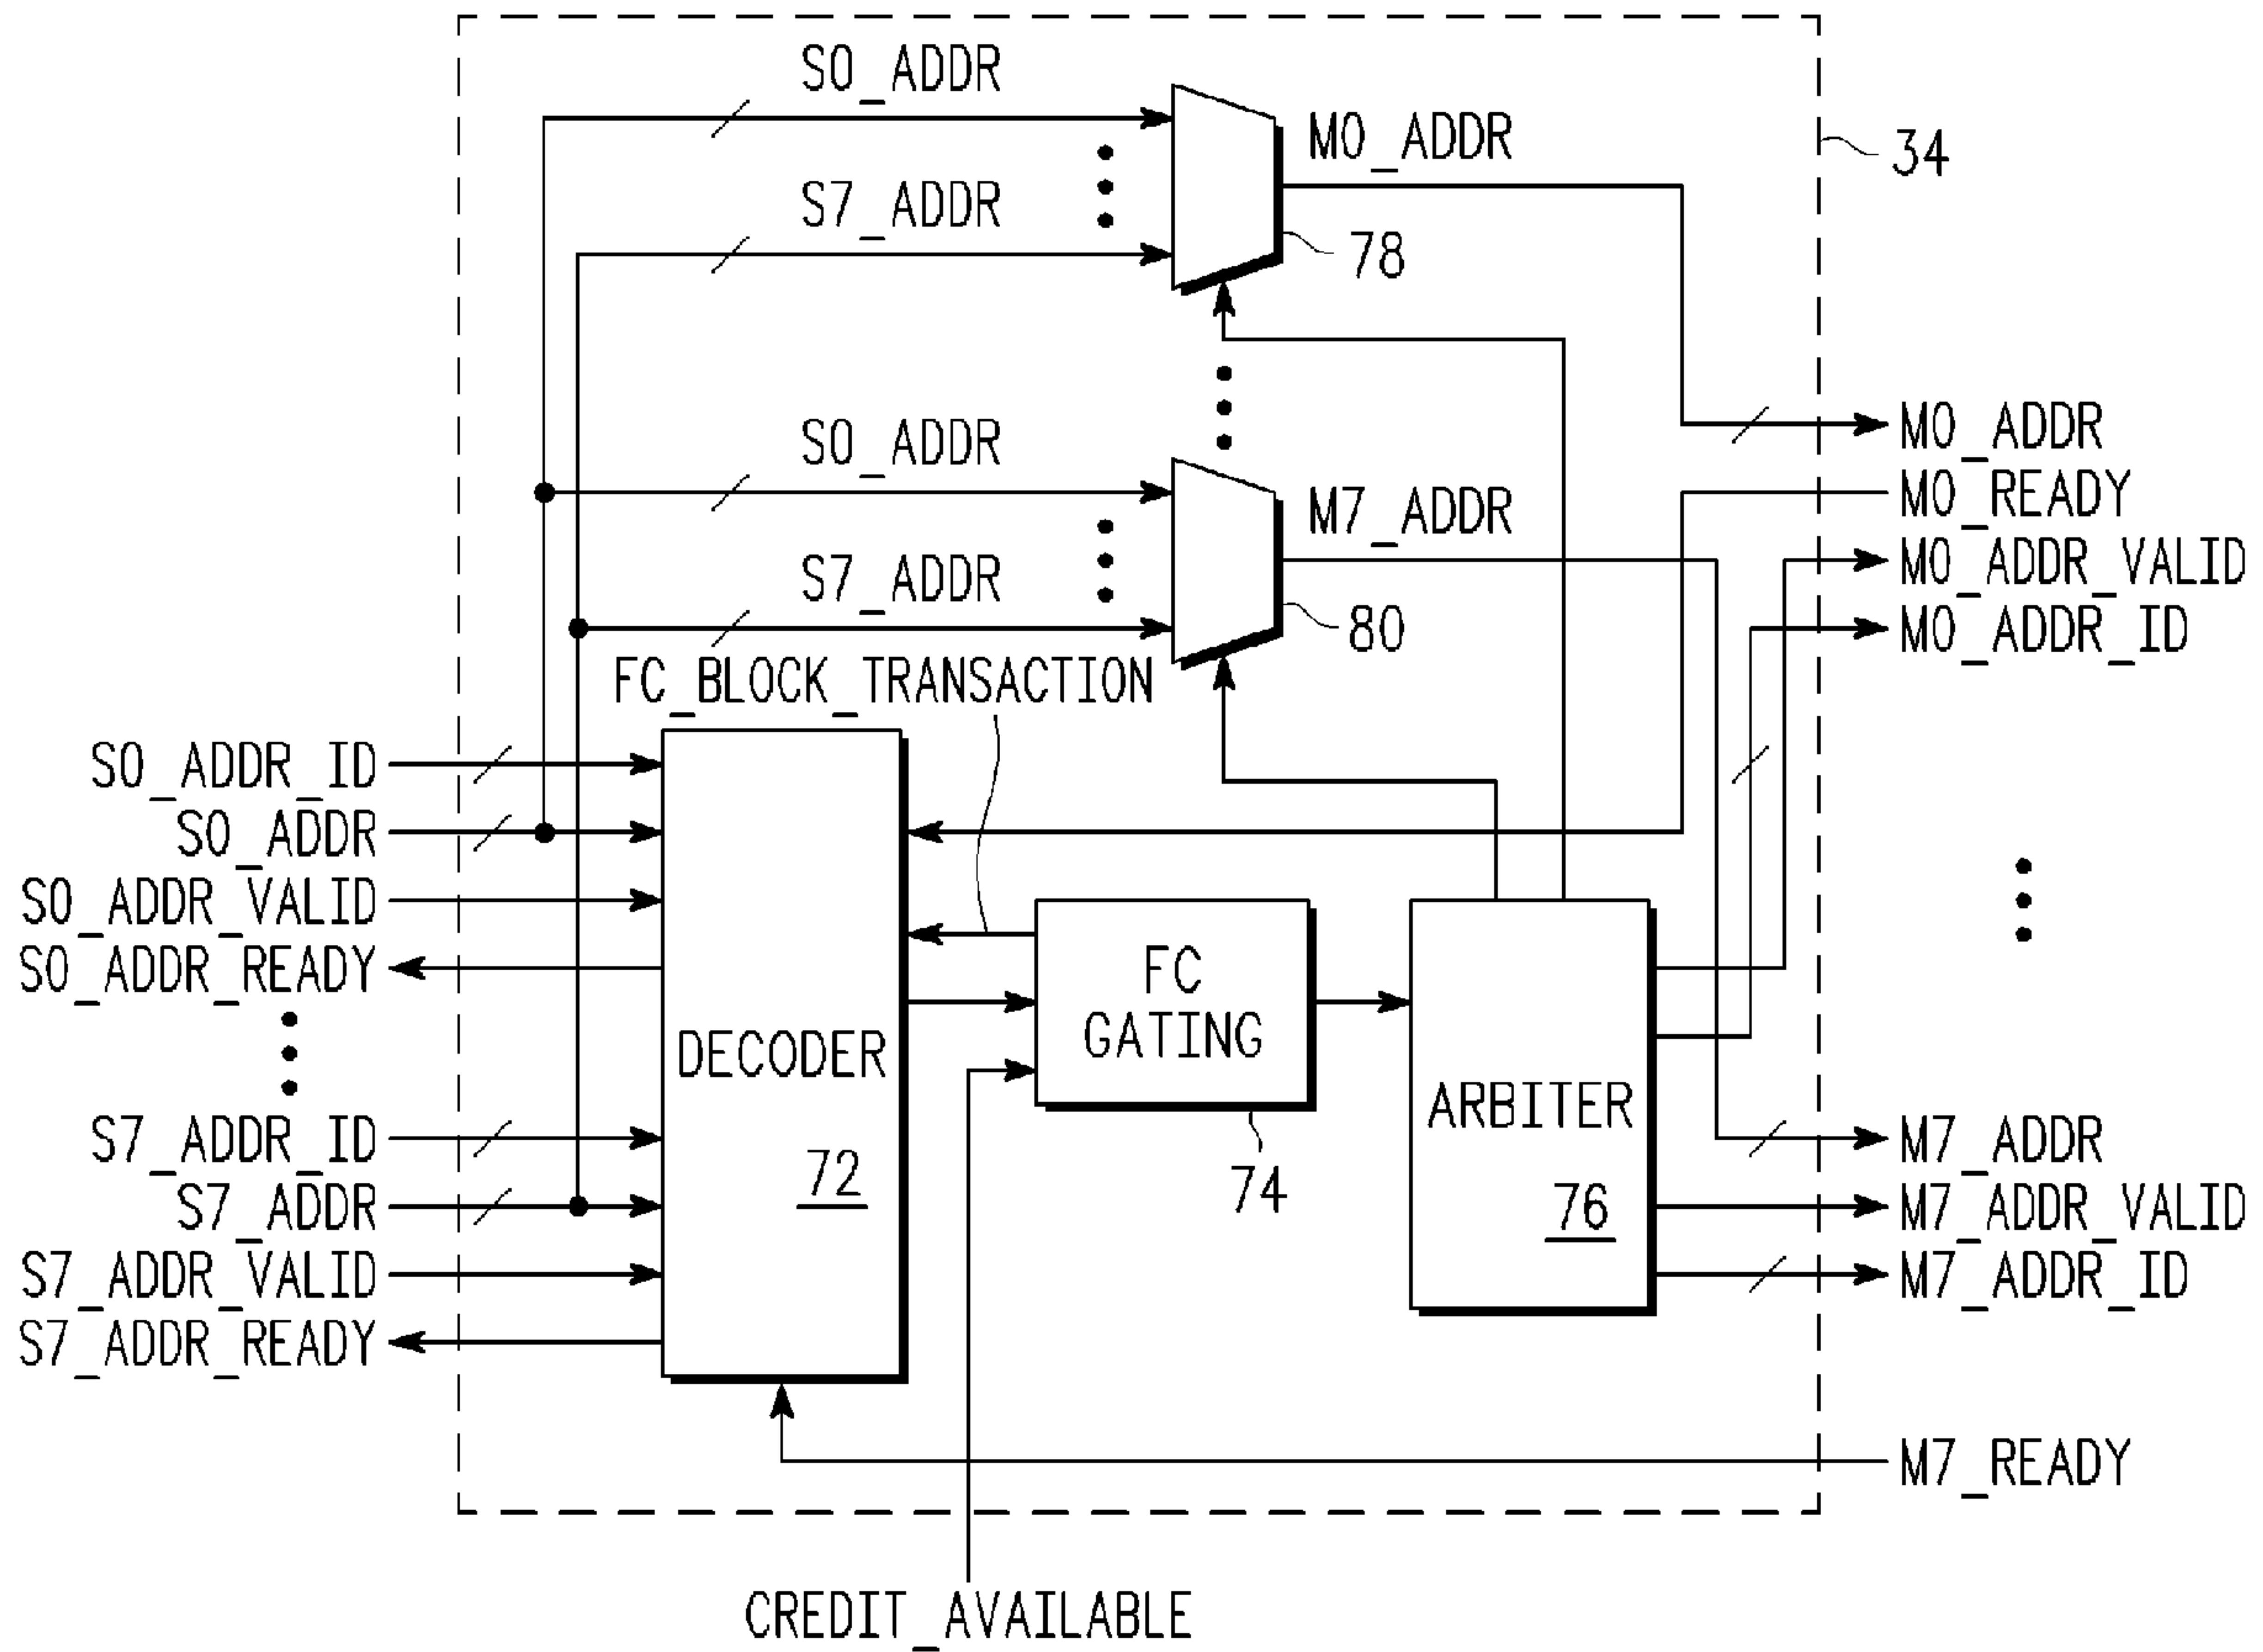 S0_ADDR
M0_ADDR
34
S7_ADDR
78
S0_ADDR
M0_ADDR
M0_READY
M7_ADDR
M0_ADDR_VALID
S7_ADDR
80
M0_ADDR_ID
FC_BLOCK_TRANSACTION
S0_ADDR_ID
S0_ADDR
S0_ADDR_VALID
S0_ADDR_READY
FC
GATING
DECODER
72
74
ARBITER
76
S7_ADDR_ID
S7_ADDR
S7_ADDR_VALID
S7_ADDR_READY
M7_ADDR
M7_ADDR_VALID
M7_ADDR_ID
M7_READY
CREDIT_AVAILABLE